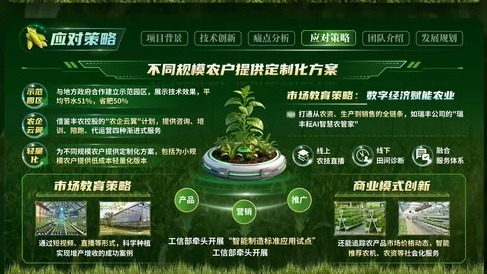 应对策略
项目背景
技术创新
痛点分析
应对策略
团队介绍
发展规划
不同规模农户提供定制化方案
示范
园区
与地方政府合作建立示范园区，展示技术效果，平
均节水51%，省肥50%
农企
云翼
借鉴丰农控股的“农企云翼”计划，提供咨询、培
训、陪跑、代运营四种渐进式服务
轻量
化
为不同规模农户提供定制方案，包括为小规
模农户提供低成本轻量化版本
市场教育策略：数字经济赋能农业
打通从农资、生产到销售的全链条，如瑞丰公司的“瑞
丰耘AI智慧农管家”
线上
农技直播
线下
田间诊断
融合
服务体系
市场教育策略
通过短视频、直播等形式，科学种植
实现增产增收的成功案例
产品
营销
推广
工信部牵头开展“智能制造标准应用试点”
工信部牵头开展
商业模式创新
还能追踪农产品市场价格动态，智能
推荐农机、农资等社会化服务